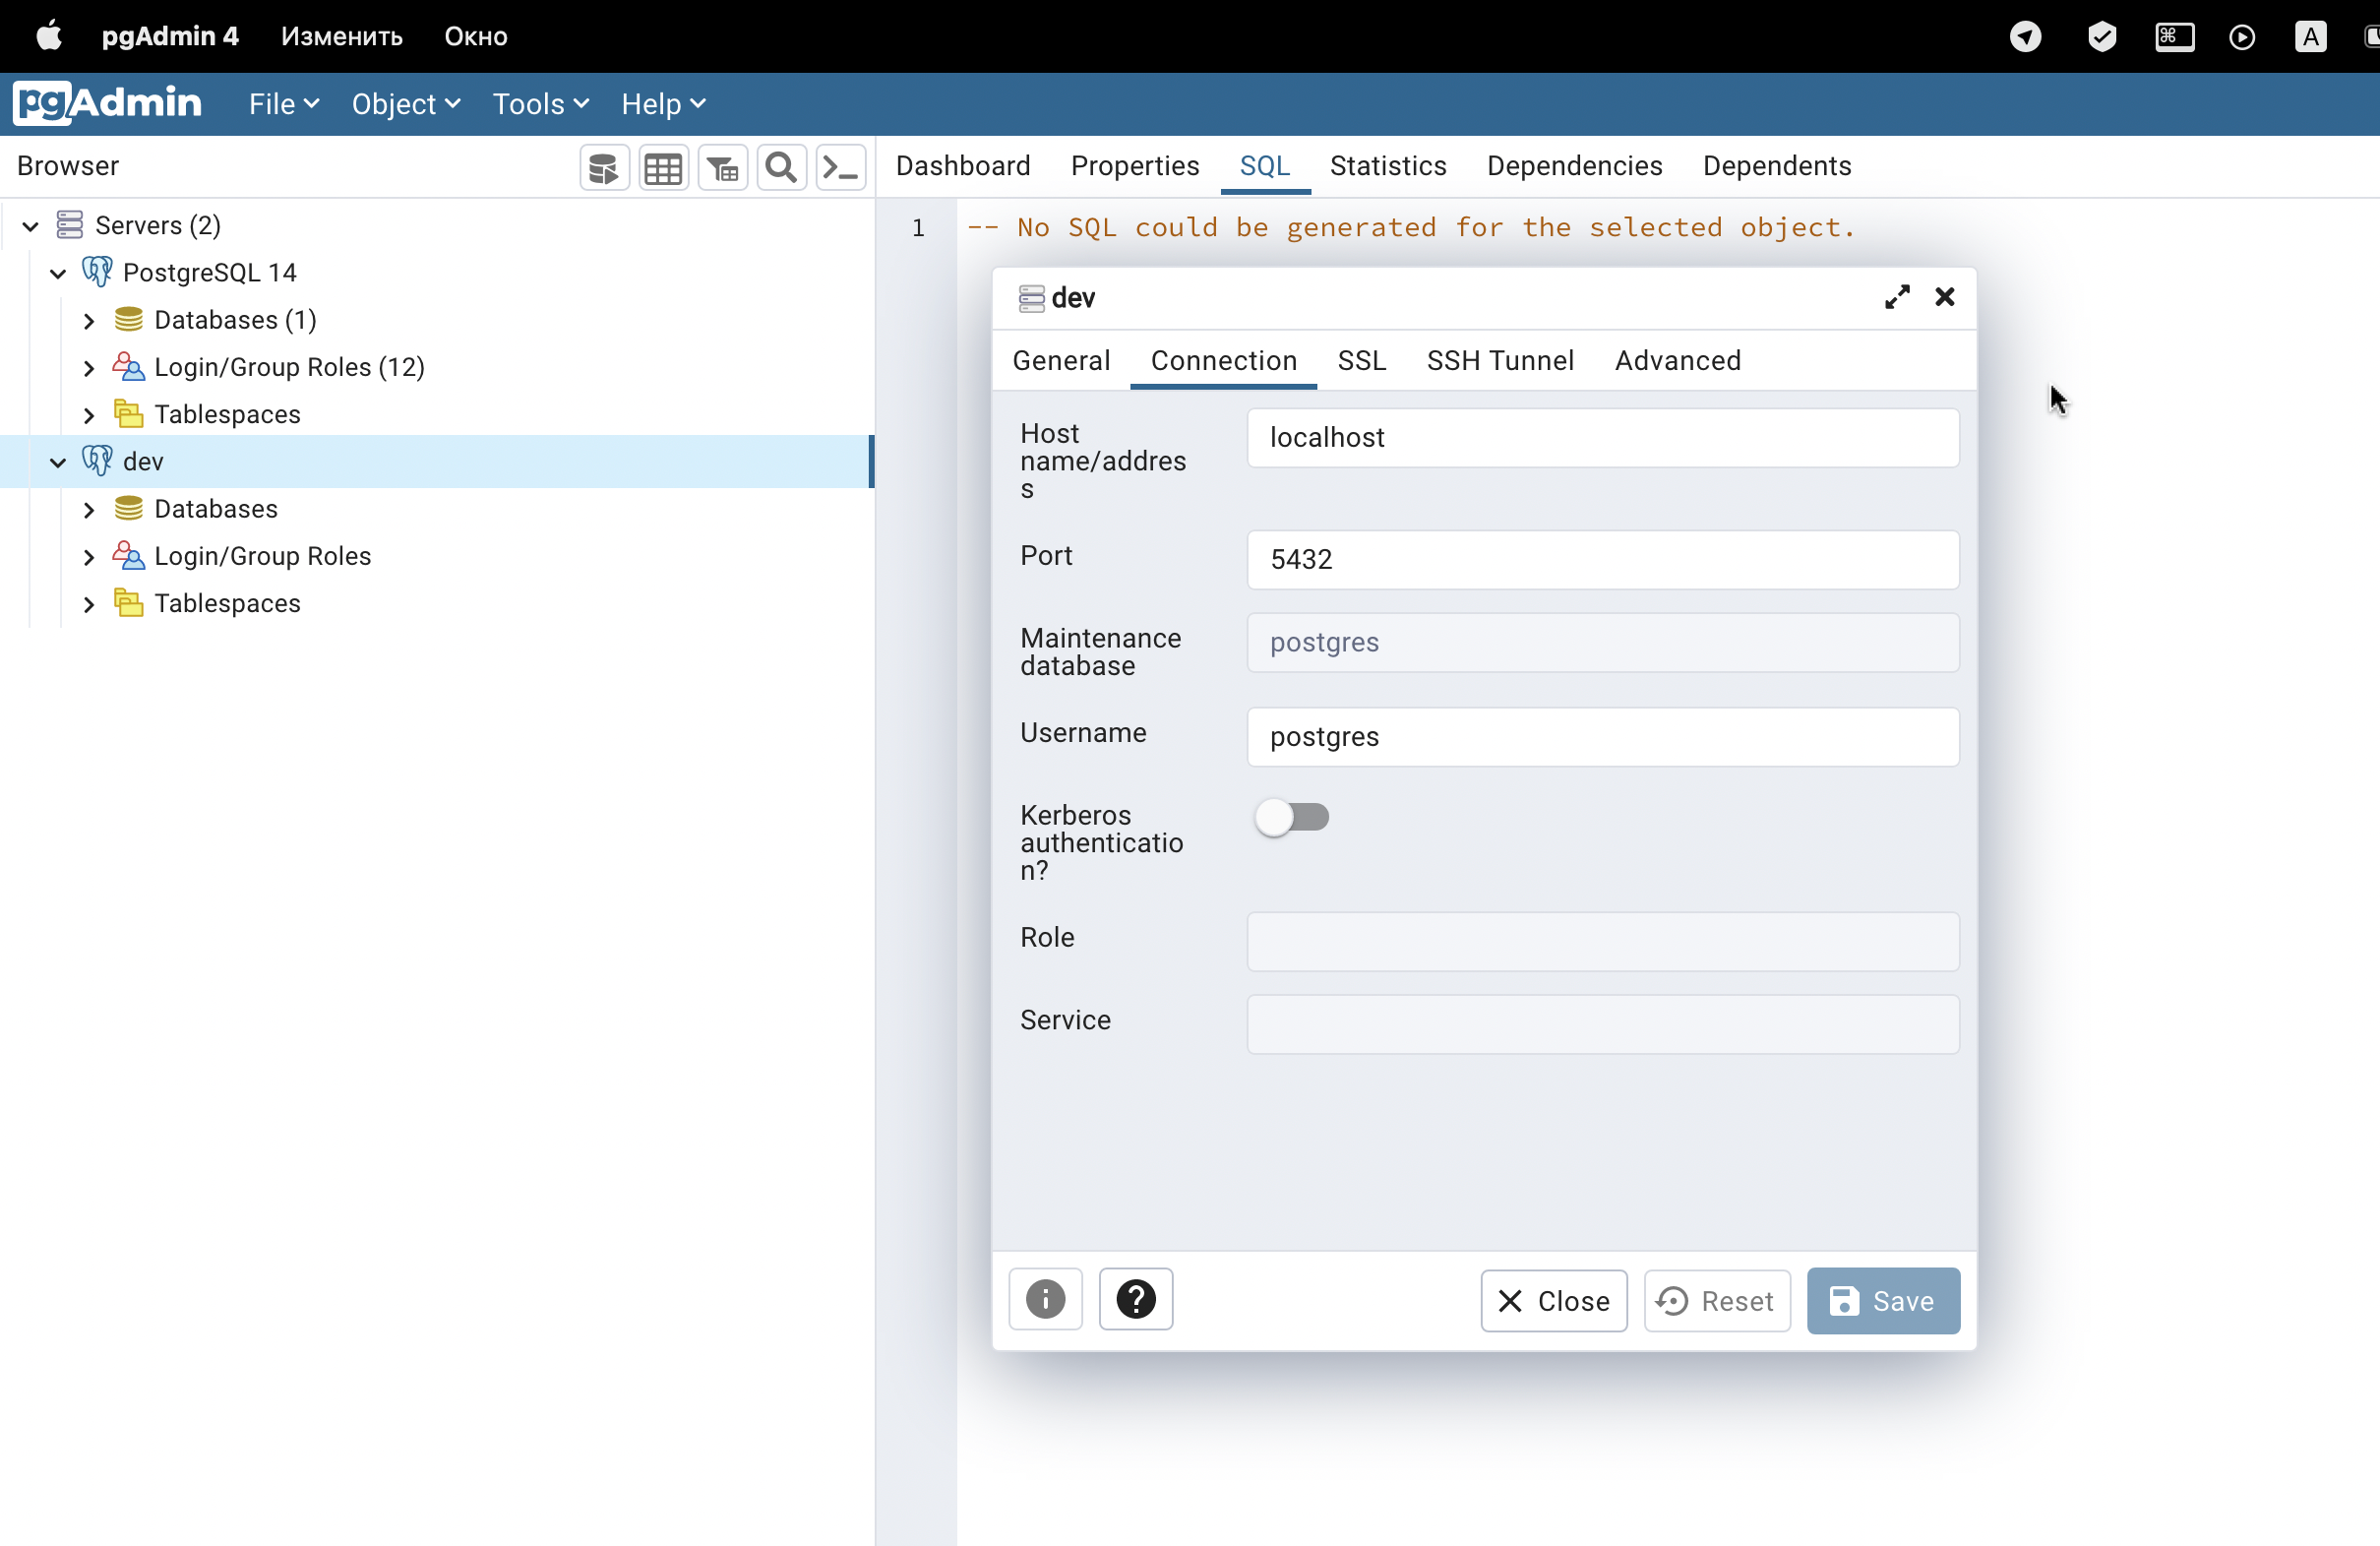 pgAdmin 4 Изменить Окно A
pgAdmin File Object Tools Help
Browser
Dashboard Properties SQL Statistics Dependencies Dependents
Servers (2)
PostgreSQL 14
Databases (1)
Login/Group Roles (12)
Tablespaces
dev
Databases
Login/Group Roles
Tablespaces
1 -- No SQL could be generated for the selected object.
dev
General Connection SSL SSH Tunnel Advanced
Host
name/addres
s
localhost
Port
5432
Maintenance
database
postgres
Username
postgres
Kerberos
authenticatio
n?
Role
Service
Close Reset Save